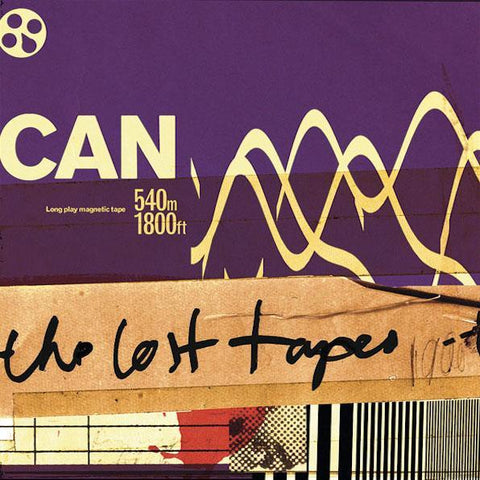 CAN
Long play magnetic tape
540m
1800ft
the lost tapes